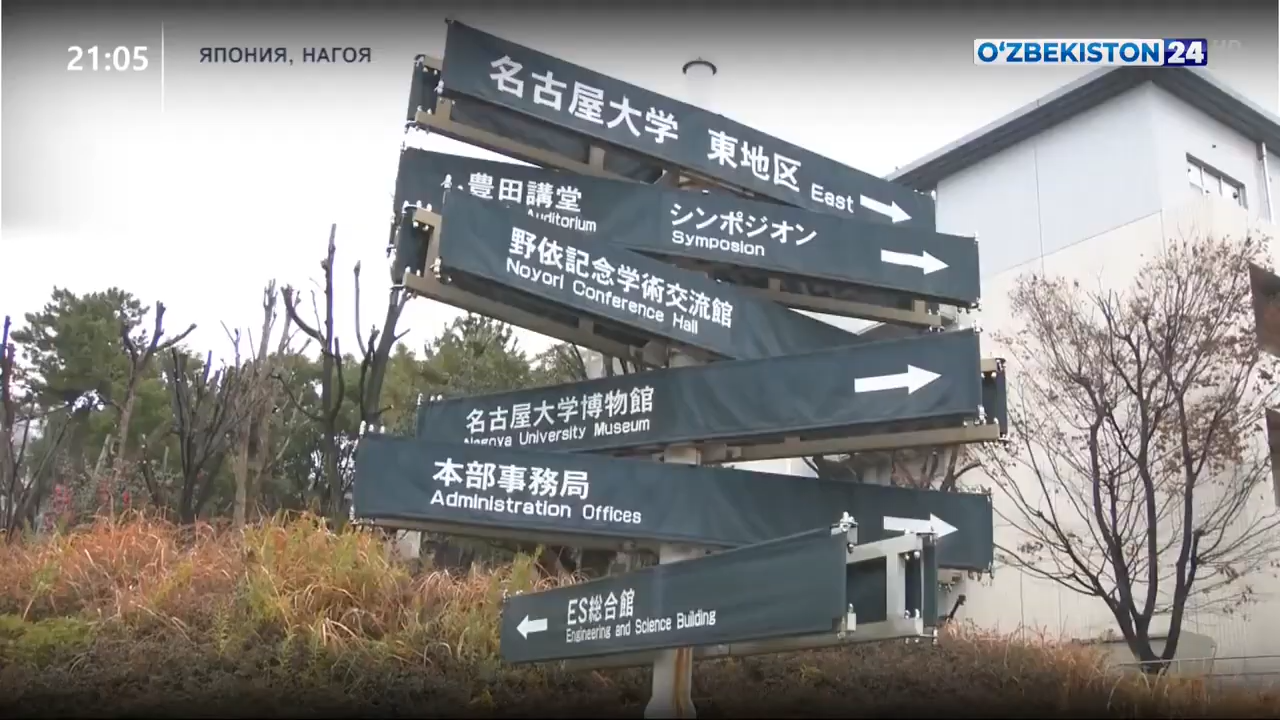 21:05
ЯПОНИЯ, НАГОЯ
O‘ZBEKISTON 24
HD
名古屋大学 東地区 East
豊田講堂
Auditorium
シンポジオン
Symposion
野依記念学術交流館
Noyori Conference Hall
名古屋大学博物館
Nagoya University Museum
本部事務局
Administration Offices
ES総合館
Engineering and Science Building